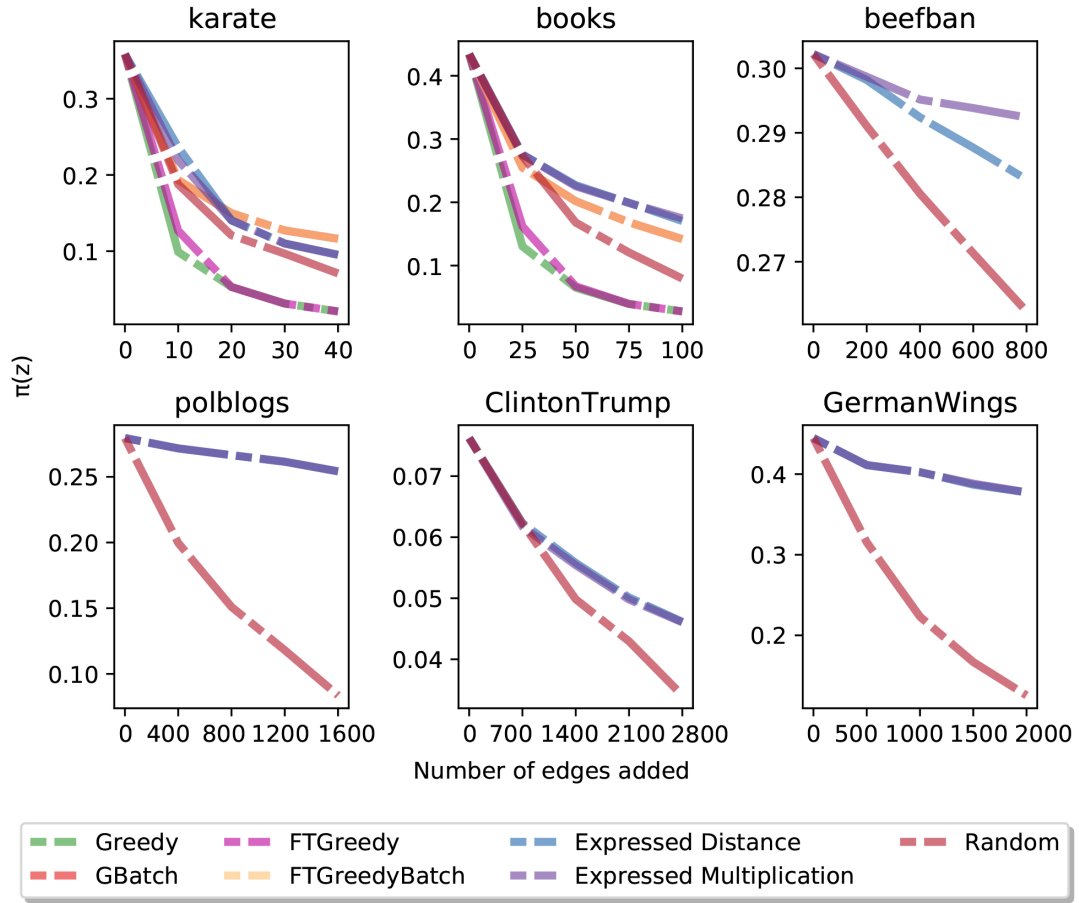 karate books beefban
0.3 0.4 0.30
0.3 0.29
0.2 0.2 0.28
0.1 0.1 0.27
0 10 20 30 40 0 25 50 75 100 0 200 400 600 800
π(z)
polblogs ClintonTrump GermanWings
0.25 0.07 0.4
0.20 0.06 0.3
0.15 0.05
0.10 0.04 0.2
0 400 800 1200 1600 0 700 1400 2100 2800 0 500 1000 1500 2000
Number of edges added
Greedy FTGreedy Expressed Distance Random
GBatch FTGreedyBatch Expressed Multiplication